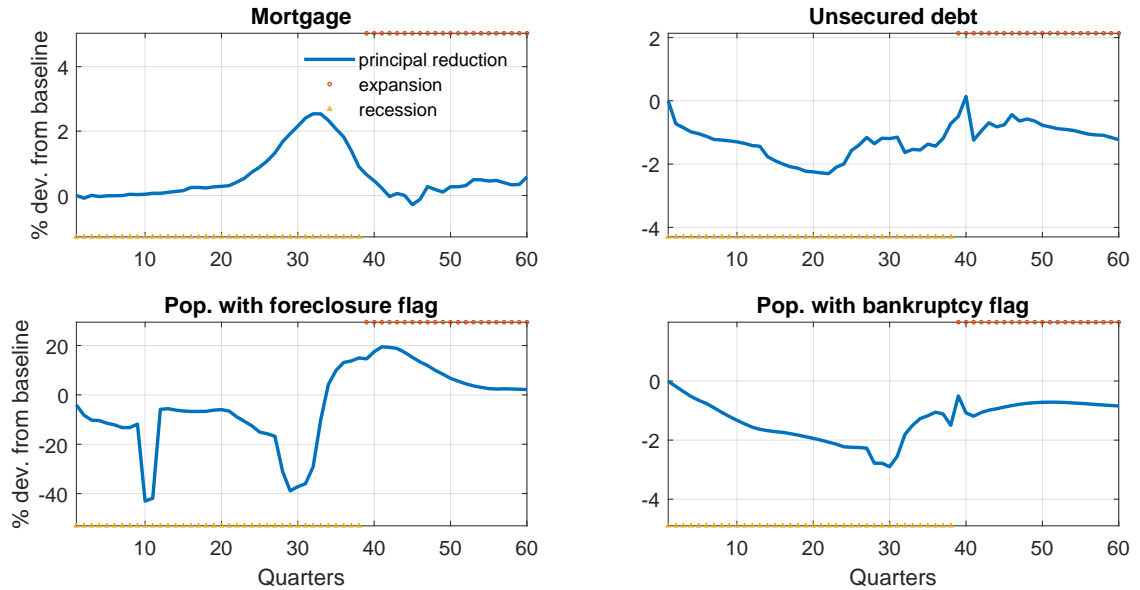 Mortgage
% dev. from baseline
4
2
0
principal reduction
expansion
recession
10 20 30 40 50 60
Unsecured debt
2
0
-2
-4
10 20 30 40 50 60
Pop. with foreclosure flag
% dev. from baseline
20
0
-20
-40
10 20 30 40 50 60
Quarters
Pop. with bankruptcy flag
0
-2
-4
10 20 30 40 50 60
Quarters